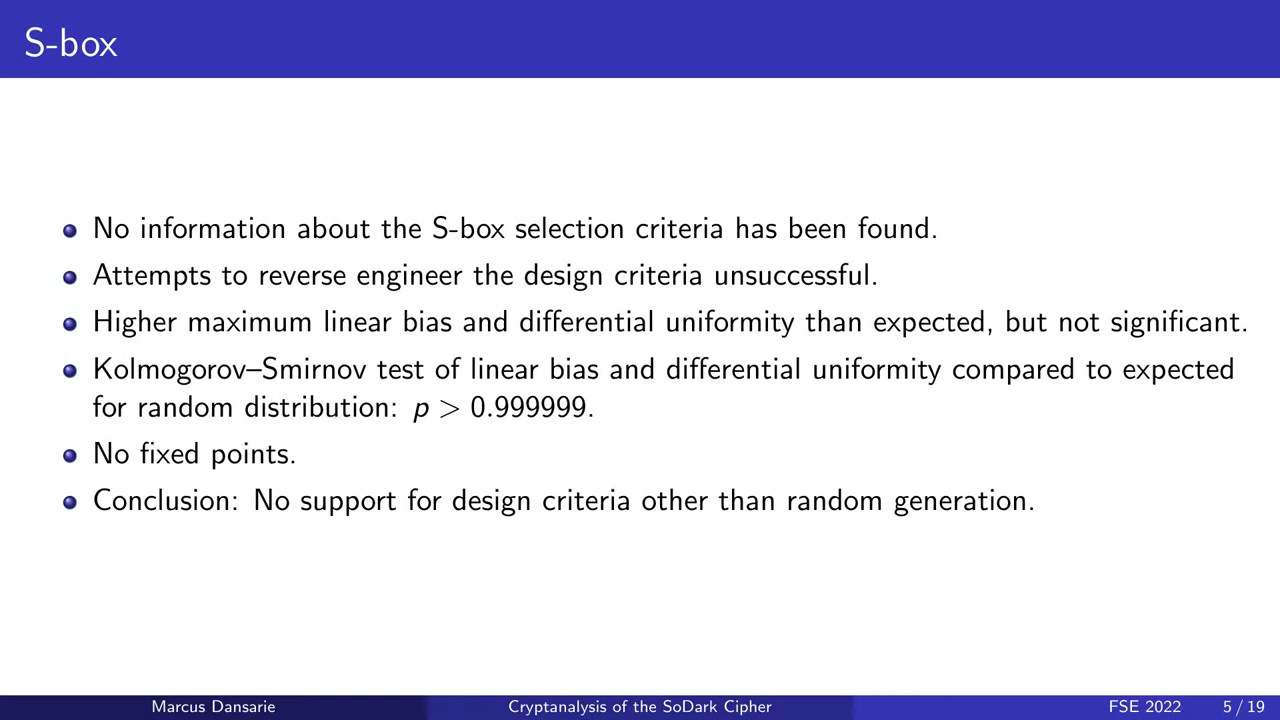 S-box
No information about the S-box selection criteria has been found.
Attempts to reverse engineer the design criteria unsuccessful.
Higher maximum linear bias and differential uniformity than expected, but not significant.
Kolmogorov–Smirnov test of linear bias and differential uniformity compared to expected
for random distribution: p > 0.999999.
No fixed points.
Conclusion: No support for design criteria other than random generation.
Marcus Dansarie Cryptanalysis of the SoDark Cipher FSE 2022 5 / 19